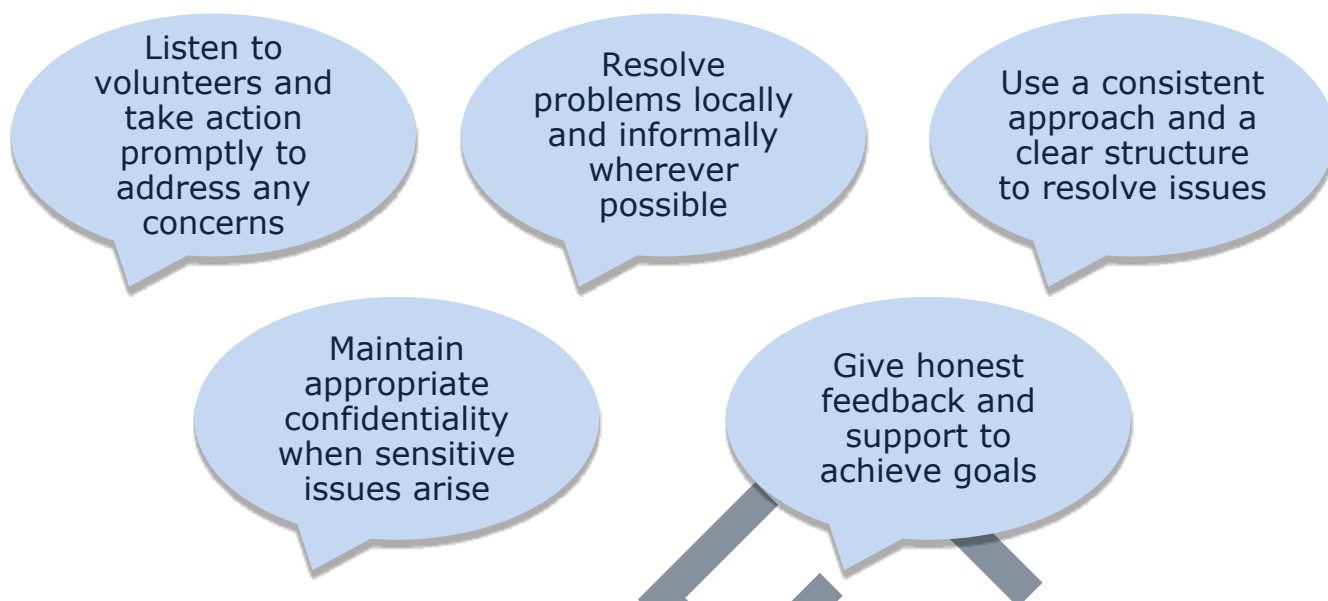 Listen to
volunteers and
take action
promptly to
address any
concerns
Resolve
problems locally
and informally
wherever
possible
Use a consistent
approach and a
clear structure
to resolve issues
Maintain
appropriate
confidentiality
when sensitive
issues arise
Give honest
feedback and
support to
achieve goals